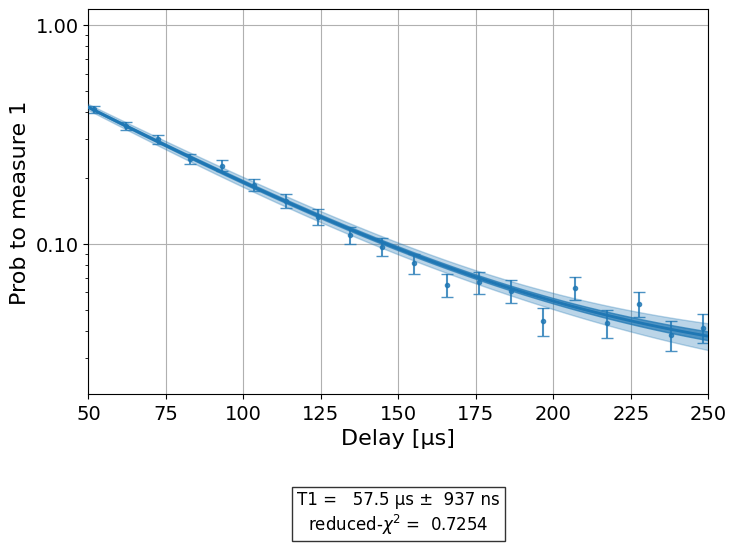 1.00
0.10
Prob to measure 1
50 75 100 125 150 175 200 225 250
Delay [µs]
T1 = 57.5 µs ± 937 ns
reduced-χ² = 0.7254